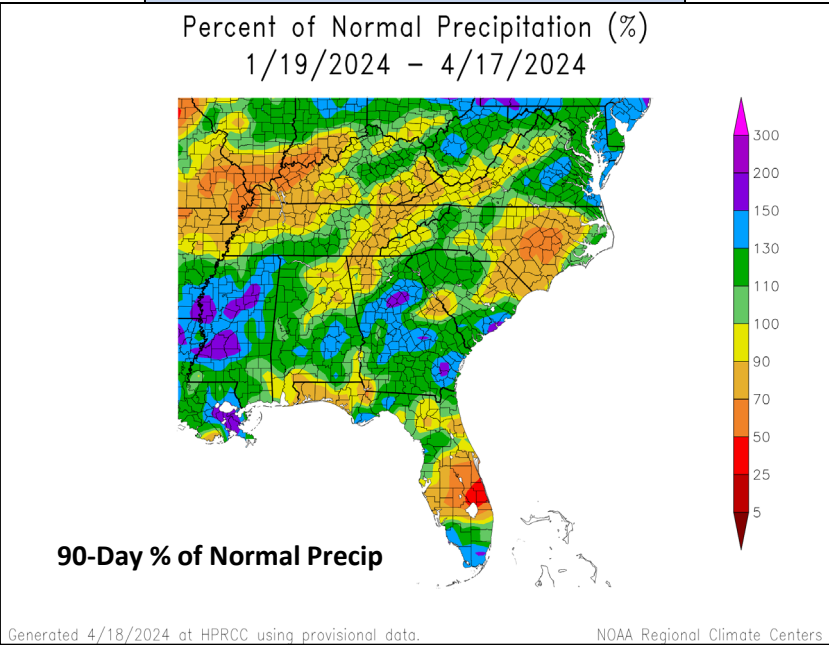 Percent of Normal Precipitation (%)
1/19/2024 – 4/17/2024
300
200
150
130
110
100
90
70
50
25
5
90-Day % of Normal Precip
Generated 4/18/2024 at HPRCC using provisional data.
NOAA Regional Climate Centers